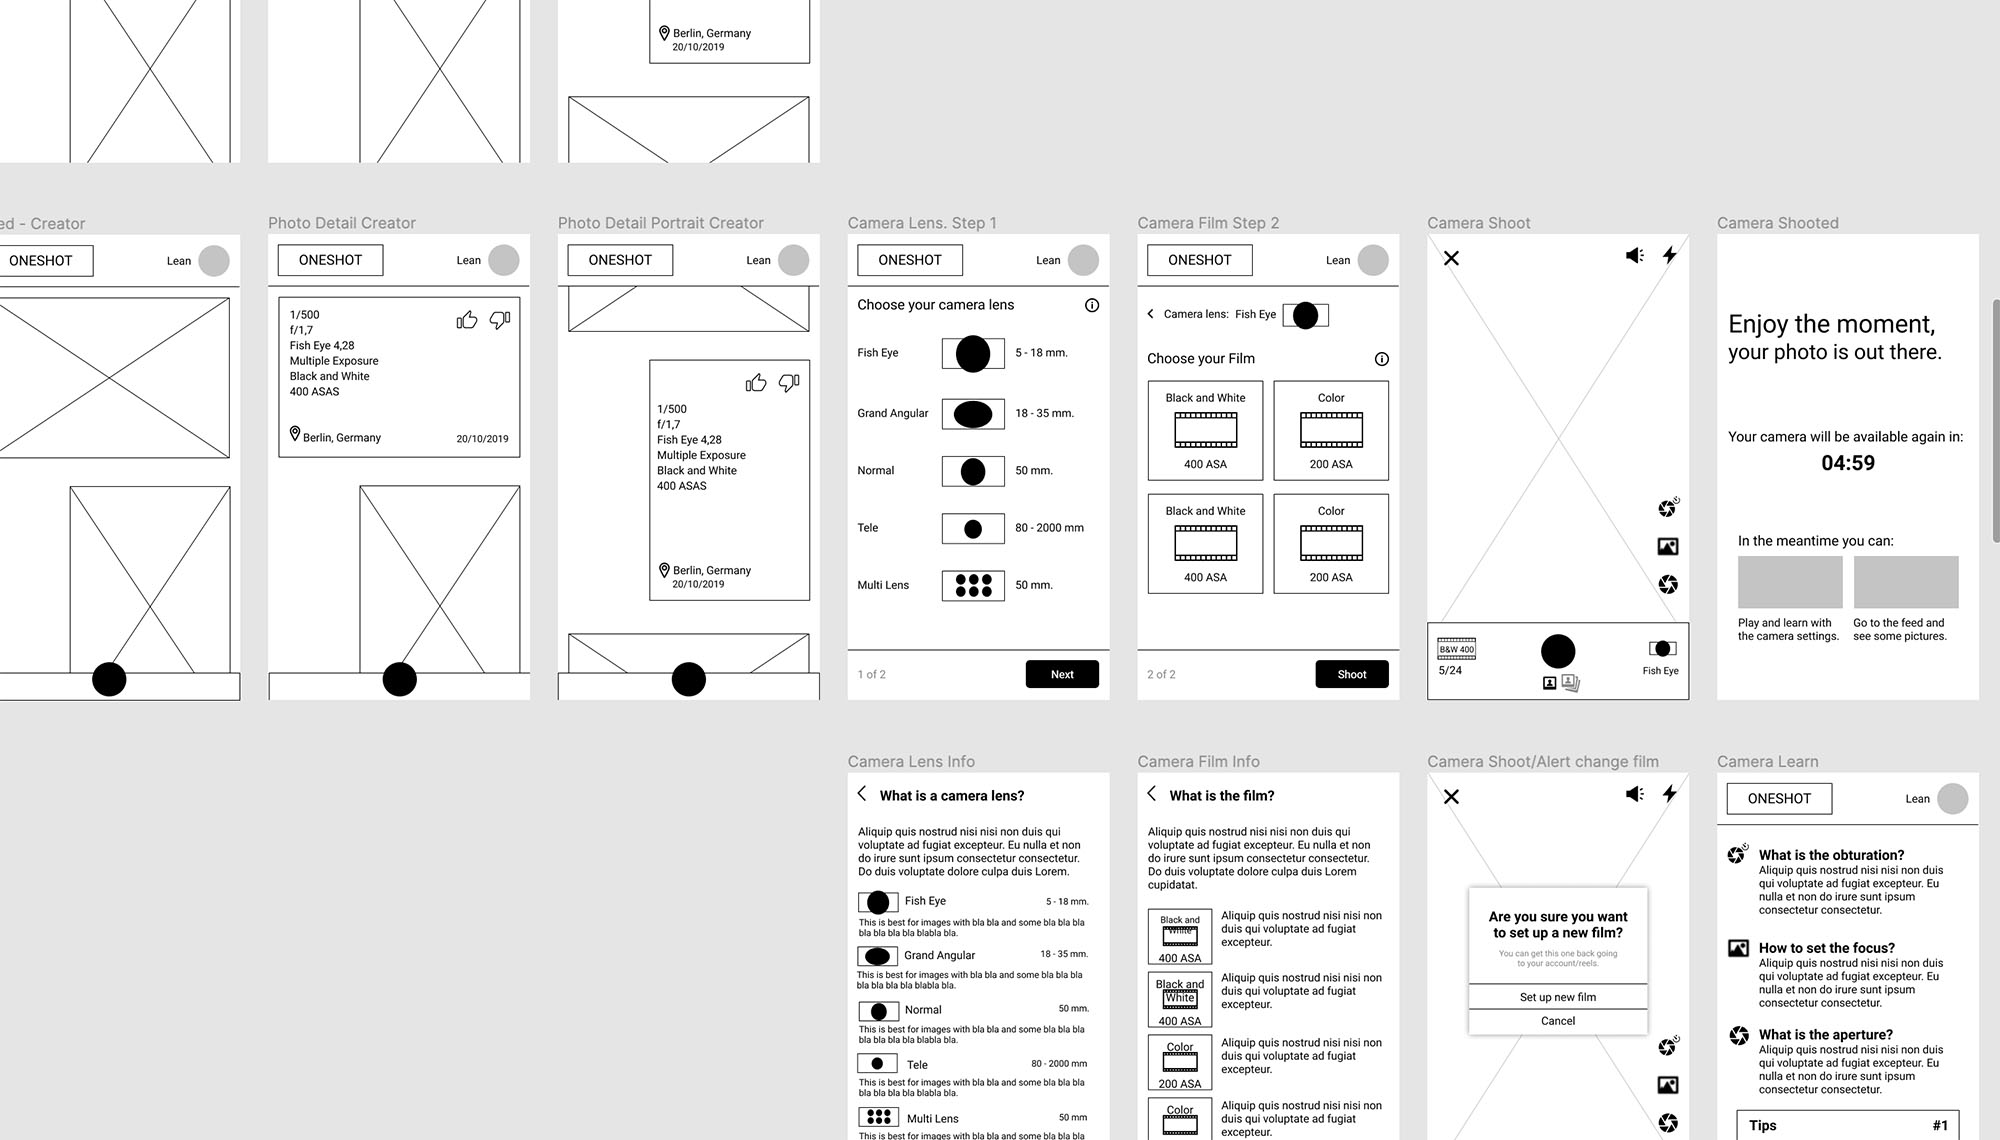 Berlin, Germany
20/10/2019
ed - Creator
ONESHOT
Lean
Photo Detail Creator
ONESHOT
Lean
1/500
f/1,7
Fish Eye 4,28
Multiple Exposure
Black and White
400 ASAS
Berlin, Germany
20/10/2019
Photo Detail Portrait Creator
ONESHOT
Lean
1/500
f/1,7
Fish Eye 4,28
Multiple Exposure
Black and White
400 ASAS
Berlin, Germany
20/10/2019
Camera Lens. Step 1
ONESHOT
Lean
Choose your camera lens
Fish Eye
5 - 18 mm.
Grand Angular
18 - 35 mm.
Normal
50 mm.
Tele
80 - 2000 mm
Multi Lens
50 mm.
1 of 2
Next
Camera Film Step 2
ONESHOT
Lean
Camera lens: Fish Eye
Choose your Film
Black and White
400 ASA
Color
200 ASA
Black and White
400 ASA
Color
200 ASA
2 of 2
Shoot
Camera Shoot
B&W 400
5/24
Fish Eye
Camera Shooted
Enjoy the moment,
your photo is out there.
Your camera will be available again in:
04:59
In the meantime you can:
Play and learn with
the camera settings.
Go to the feed and
see some pictures.
Camera Lens Info
What is a camera lens?
Aliquip quis nostrud nisi nisi non duis qui
voluptate ad fugiat excepteur. Eu nulla et non
do irure sunt ipsum consectetur consectetur.
Do duis voluptate dolore culpa duis Lorem.
Fish Eye
5 - 18 mm.
This is best for images with bla bla and some bla bla bla
bla bla bla bla blabla bla.
Grand Angular
18 - 35 mm.
This is best for images with bla bla and some bla bla bla
bla bla bla bla blabla bla.
Normal
50 mm.
This is best for images with bla bla and some bla bla bla
bla bla bla bla blabla bla.
Tele
80 - 2000 mm
This is best for images with bla bla and some bla bla bla
bla bla bla bla blabla bla.
Multi Lens
50 mm
This is best for images with bla bla and some bla bla bla
Camera Film Info
What is the film?
Aliquip quis nostrud nisi nisi non duis qui
voluptate ad fugiat excepteur. Eu nulla et non
do irure sunt ipsum consectetur consectetur.
Do duis voluptate dolore culpa duis Lorem
cupidatat.
Black and
White
400 ASA
Aliquip quis nostrud nisi nisi non
duis qui voluptate ad fugiat
excepteur.
Black and
White
400 ASA
Aliquip quis nostrud nisi nisi non
duis qui voluptate ad fugiat
excepteur.
Color
200 ASA
Aliquip quis nostrud nisi nisi non
duis qui voluptate ad fugiat
excepteur.
Color
Aliquip quis nostrud nisi nisi non
duis qui voluptate ad fugiat
excepteur.
Camera Shoot/Alert change film
Are you sure you want
to set up a new film?
You can get this one back going
to your account/reels.
Set up new film
Cancel
Camera Learn
ONESHOT
Lean
What is the obturation?
Aliquip quis nostrud nisi nisi non duis
qui voluptate ad fugiat excepteur. Eu
nulla et non do irure sunt ipsum
consectetur consectetur.
How to set the focus?
Aliquip quis nostrud nisi nisi non duis
qui voluptate ad fugiat excepteur. Eu
nulla et non do irure sunt ipsum
consectetur consectetur.
What is the aperture?
Aliquip quis nostrud nisi nisi non duis
qui voluptate ad fugiat excepteur. Eu
nulla et non do irure sunt ipsum
consectetur consectetur.
Tips
#1